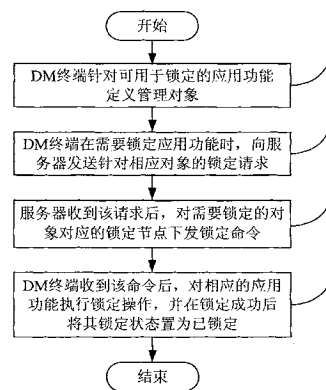 开始
DM终端针对可用于锁定的应用功能
定义管理对象
DM终端在需要锁定应用功能时，向服
务器发送针对相应对象的锁定请求
服务器收到该请求后，对需要锁定的对
象对应的锁定节点下发锁定命令
DM终端收到该命令后，对相应的应用
功能执行锁定操作，并在锁定成功后
将其锁定状态置为已锁定
结束